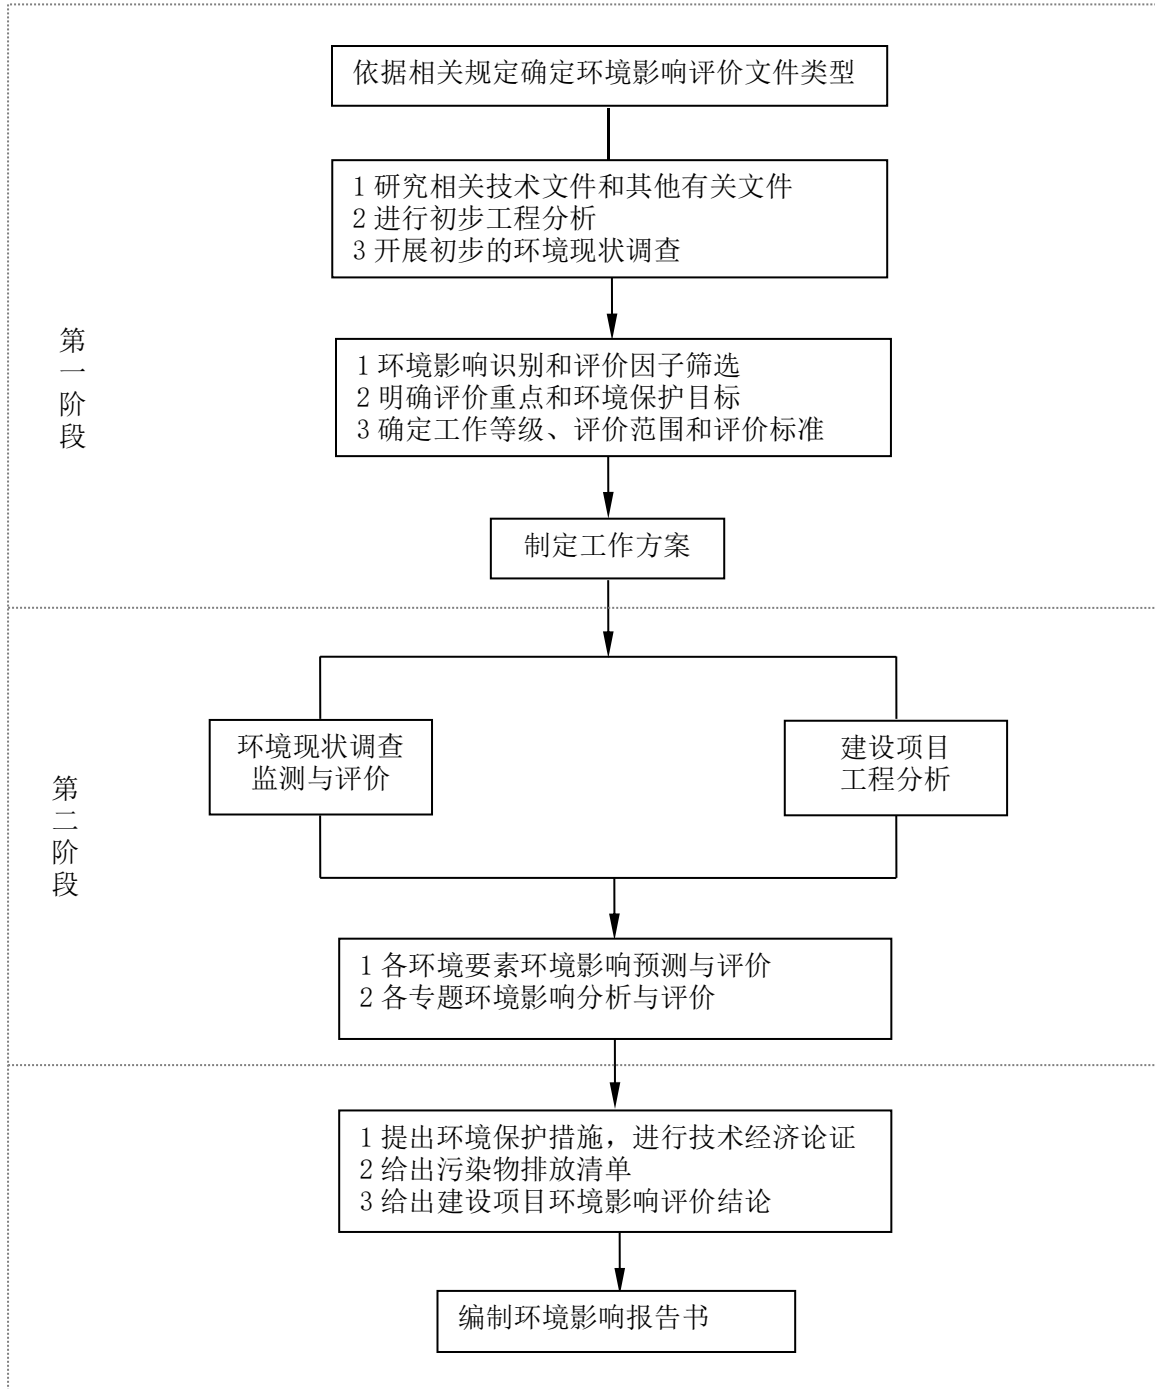 依据相关规定确定环境影响评价文件类型
1 研究相关技术文件和其他有关文件
2 进行初步工程分析
3 开展初步的环境现状调查
第一阶段
1 环境影响识别和评价因子筛选
2 明确评价重点和环境保护目标
3 确定工作等级、评价范围和评价标准
制定工作方案
环境现状调查
监测与评价
建设项目
工程分析
第二阶段
1 各环境要素环境影响预测与评价
2 各专题环境影响分析与评价
1 提出环境保护措施，进行技术经济论证
2 给出污染物排放清单
3 给出建设项目环境影响评价结论
编制环境影响报告书